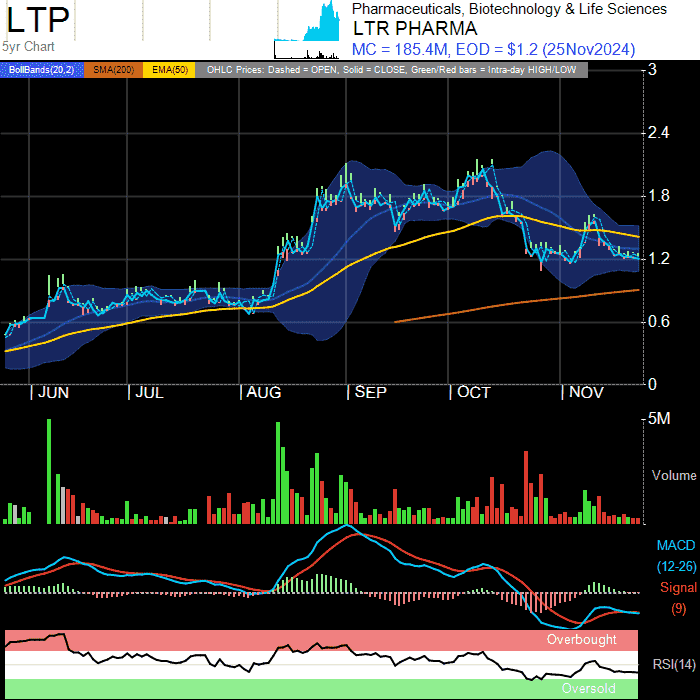 LTP
5yr Chart
Pharmaceuticals, Biotechnology & Life Sciences
LTR PHARMA
MC = 185.4M, EOD = $1.2 (25Nov2024)
BollBands(20,2) SMA(200) EMA(50) OHLC Prices: Dashed = OPEN, Solid = CLOSE, Green/Red bars = Intra-day HIGH/LOW
3
2.4
1.8
1.2
0.6
0
| JUN | JUL | AUG | SEP | OCT | NOV
5M
Volume
MACD
(12-26)
Signal
(9)
Overbought
RSI(14)
Oversold